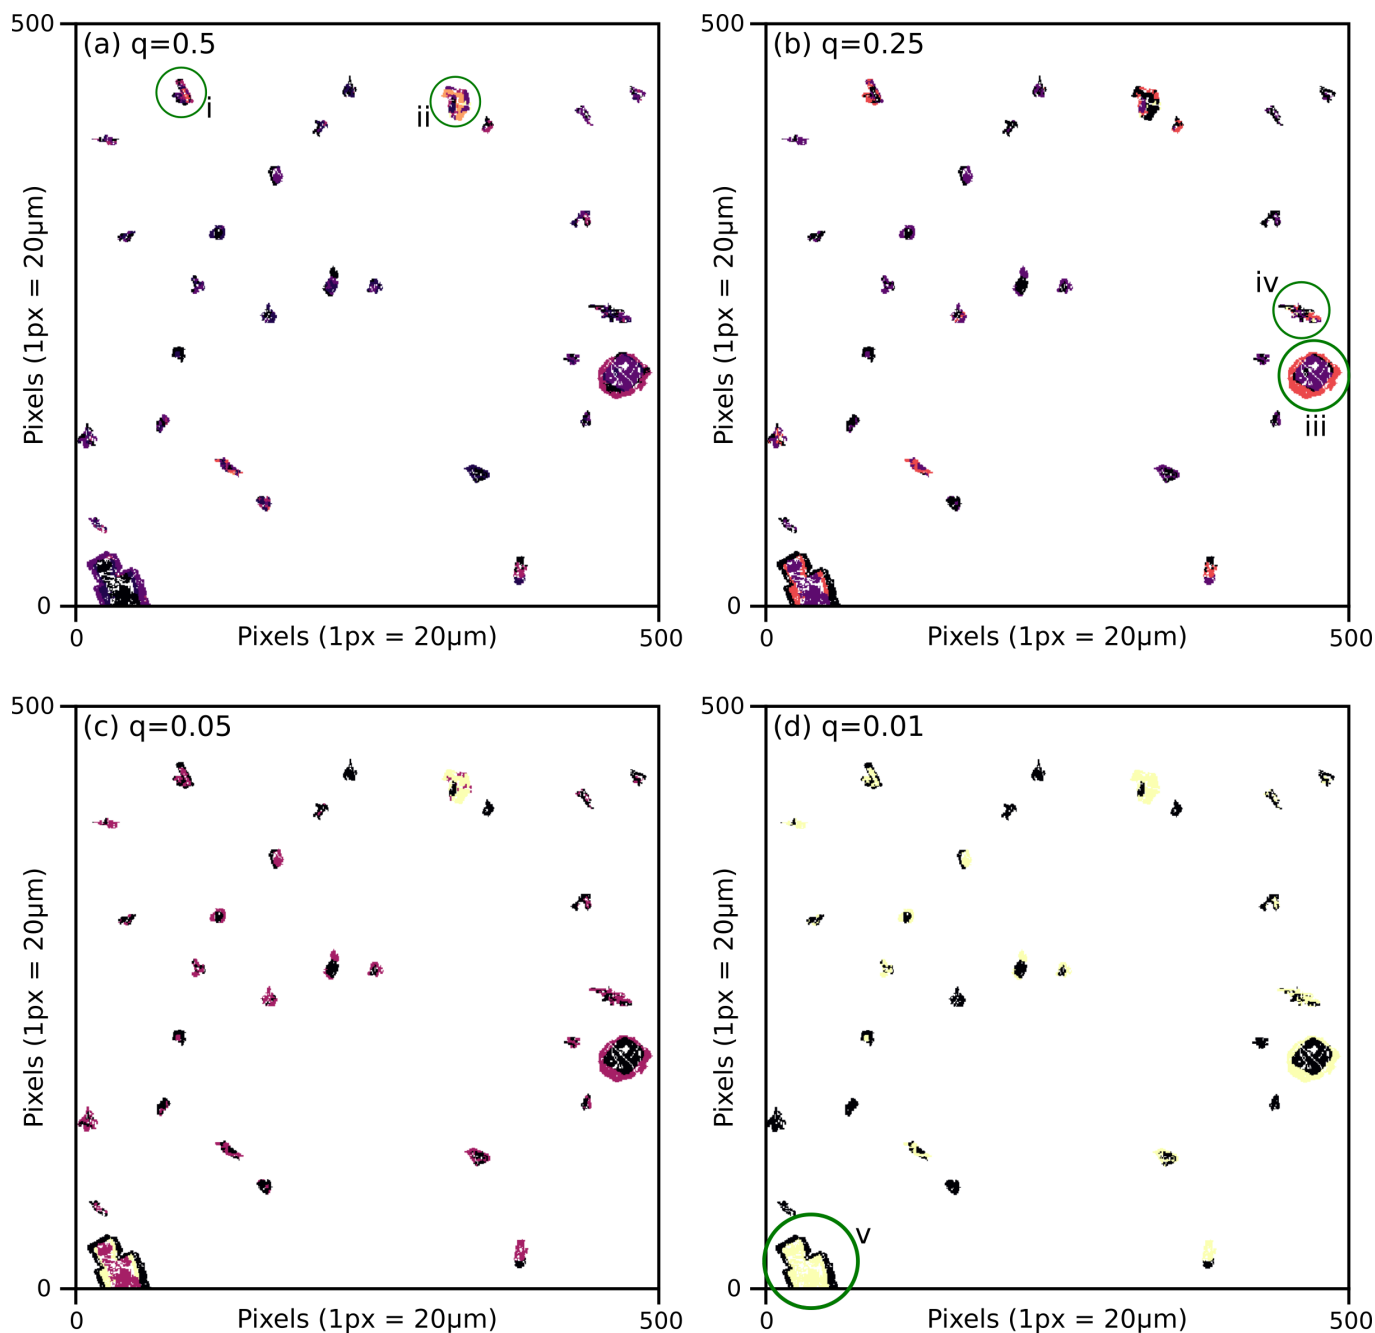 500
(a) q=0.5
i
ii
Pixels (1px = 20μm)
0
0
Pixels (1px = 20μm)
500
(b) q=0.25
iv
iii
Pixels (1px = 20μm)
0
0
Pixels (1px = 20μm)
500
500
(c) q=0.05
Pixels (1px = 20μm)
0
0
Pixels (1px = 20μm)
500
(d) q=0.01
v
Pixels (1px = 20μm)
0
0
Pixels (1px = 20μm)
500